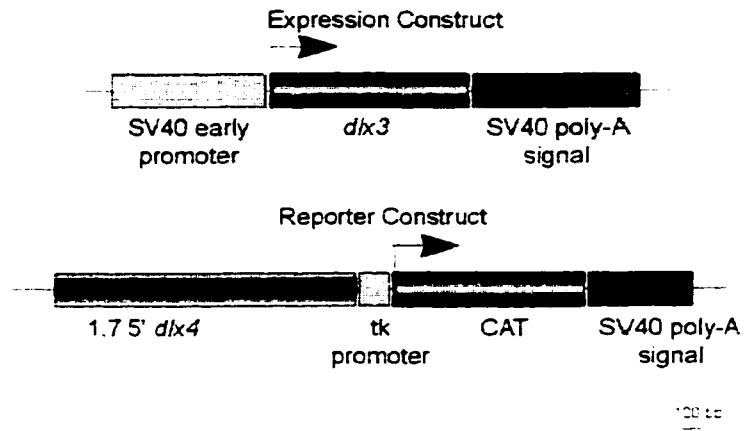 Expression Construct
SV40 early promoter
dlx3
SV40 poly-A signal
Reporter Construct
1.7 5' dlx4
tk promoter
CAT
SV40 poly-A signal